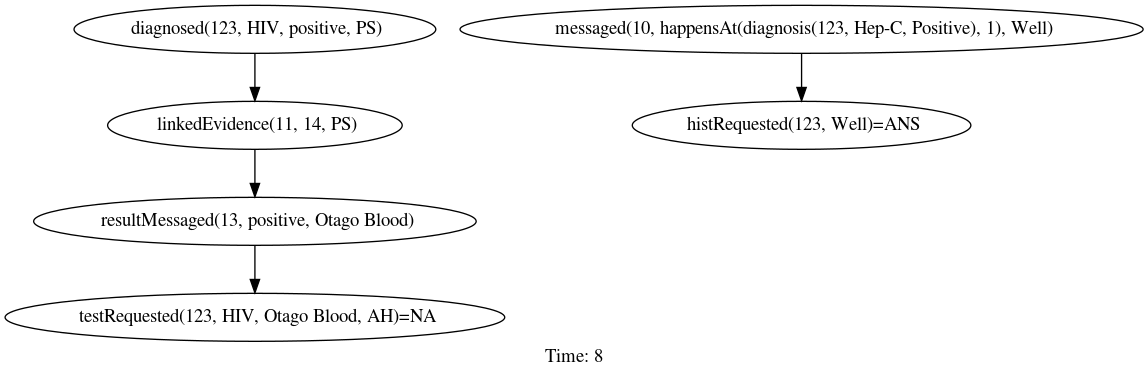 diagnosed(123, HIV, positive, PS)
messaged(10, happensAt(diagnosis(123, Hep-C, Positive), 1), Well)
linkedEvidence(11, 14, PS)
histRequested(123, Well)=ANS
resultMessaged(13, positive, Otago Blood)
testRequested(123, HIV, Otago Blood, AH)=NA
Time: 8